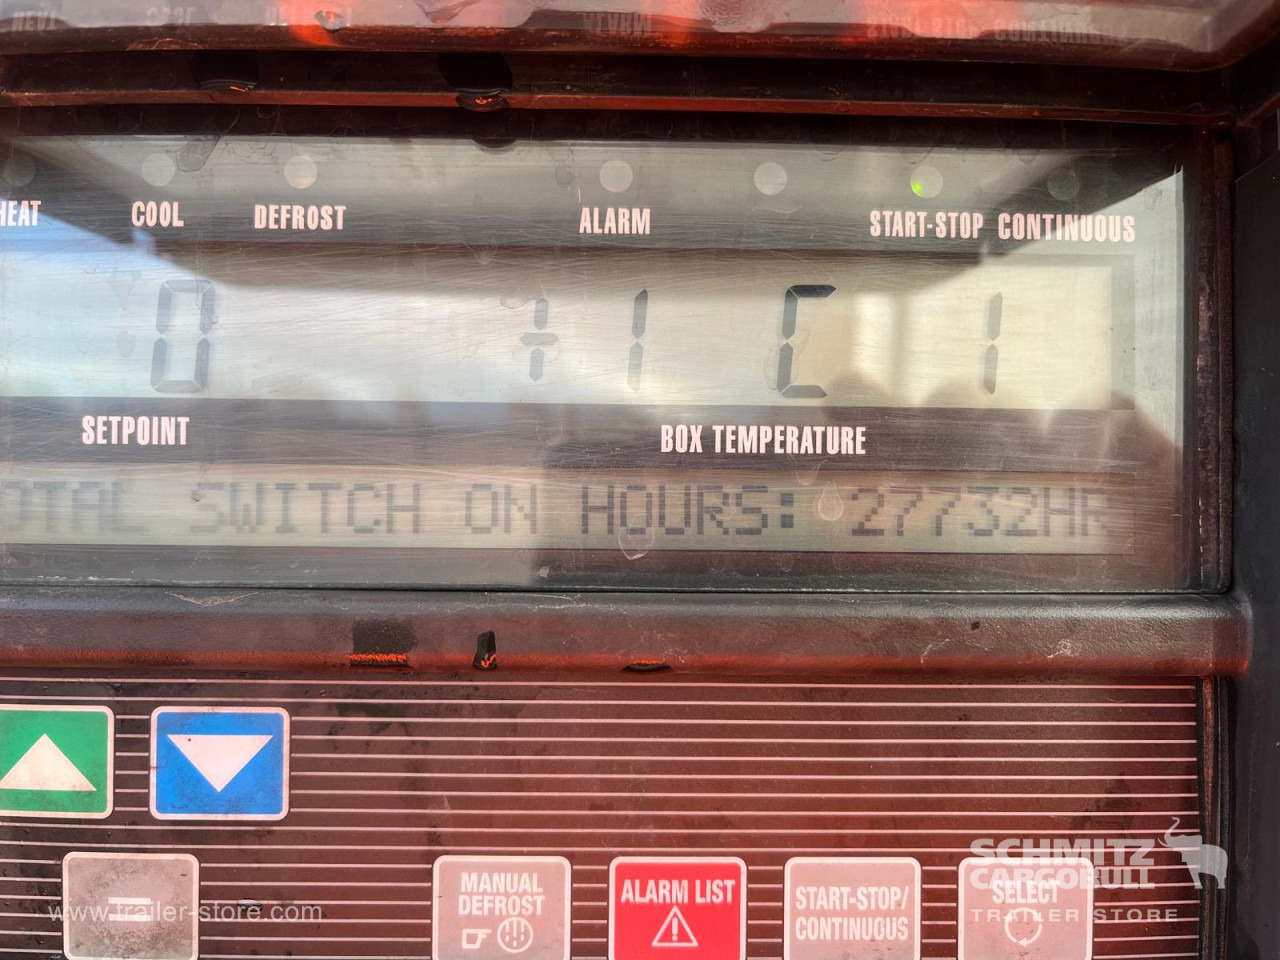 HEAT COOL DEFROST ALARM START-STOP CONTINUOUS
0 +1 C 1
SETPOINT BOX TEMPERATURE
OTAL SWITCH ON HOURS: 27732HR
=
MANUAL DEFROST
ALARM LIST
START-STOP/ CONTINUOUS
SELECT
SCHMITZ
CARGOBULL
TRAILER STORE
www.trailer-store.com